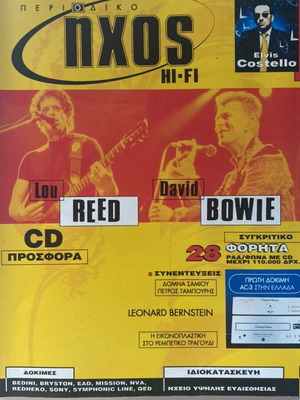 ΠΕΡΙΟΔΙΚΟ
ηχος
HI·FI
Elvis
Costello
Lou
REED
David
BOWIE
CD
ΠΡΟΣΦΟΡΑ
ΣΥΓΚΡΙΤΙΚΟ
28 ΦΟΡΗΤΑ
ΡΑΔ/ΦΩΝΑ ΜΕ CD
ΜΕΧΡΙ 110.000 ΔΡΧ.
ΣΥΝΕΝΤΕΥΞΕΙΣ
ΔΟΜΝΑ ΣΑΜΙΟΥ
ΠΕΤΡΟΣ ΤΑΜΠΟΥΡΗΣ
LEONARD BERNSTEIN
Η ΕΙΚΟΝΟΠΛΑΣΤΙΚΗ
ΣΤΟ ΡΕΜΠΕΤΙΚΟ ΤΡΑΓΟΥΔΙ
ΠΡΩΤΗ ΔΟΚΙΜΗ
AC-3 ΣΤΗΝ ΕΛΛΑΔΑ
ΔΟΚΙΜΕΣ
BEDINI, BRYSTON, EAD, MISSION, NVA,
REDHEKO, SONY, SYMPHONIC LINE, QED
ΙΔΙΟΚΑΤΑΣΚΕΥΗ
ΗΧΕΙΟ ΥΨΗΛΗΣ ΕΥΑΙΣΘΗΣΙΑΣ